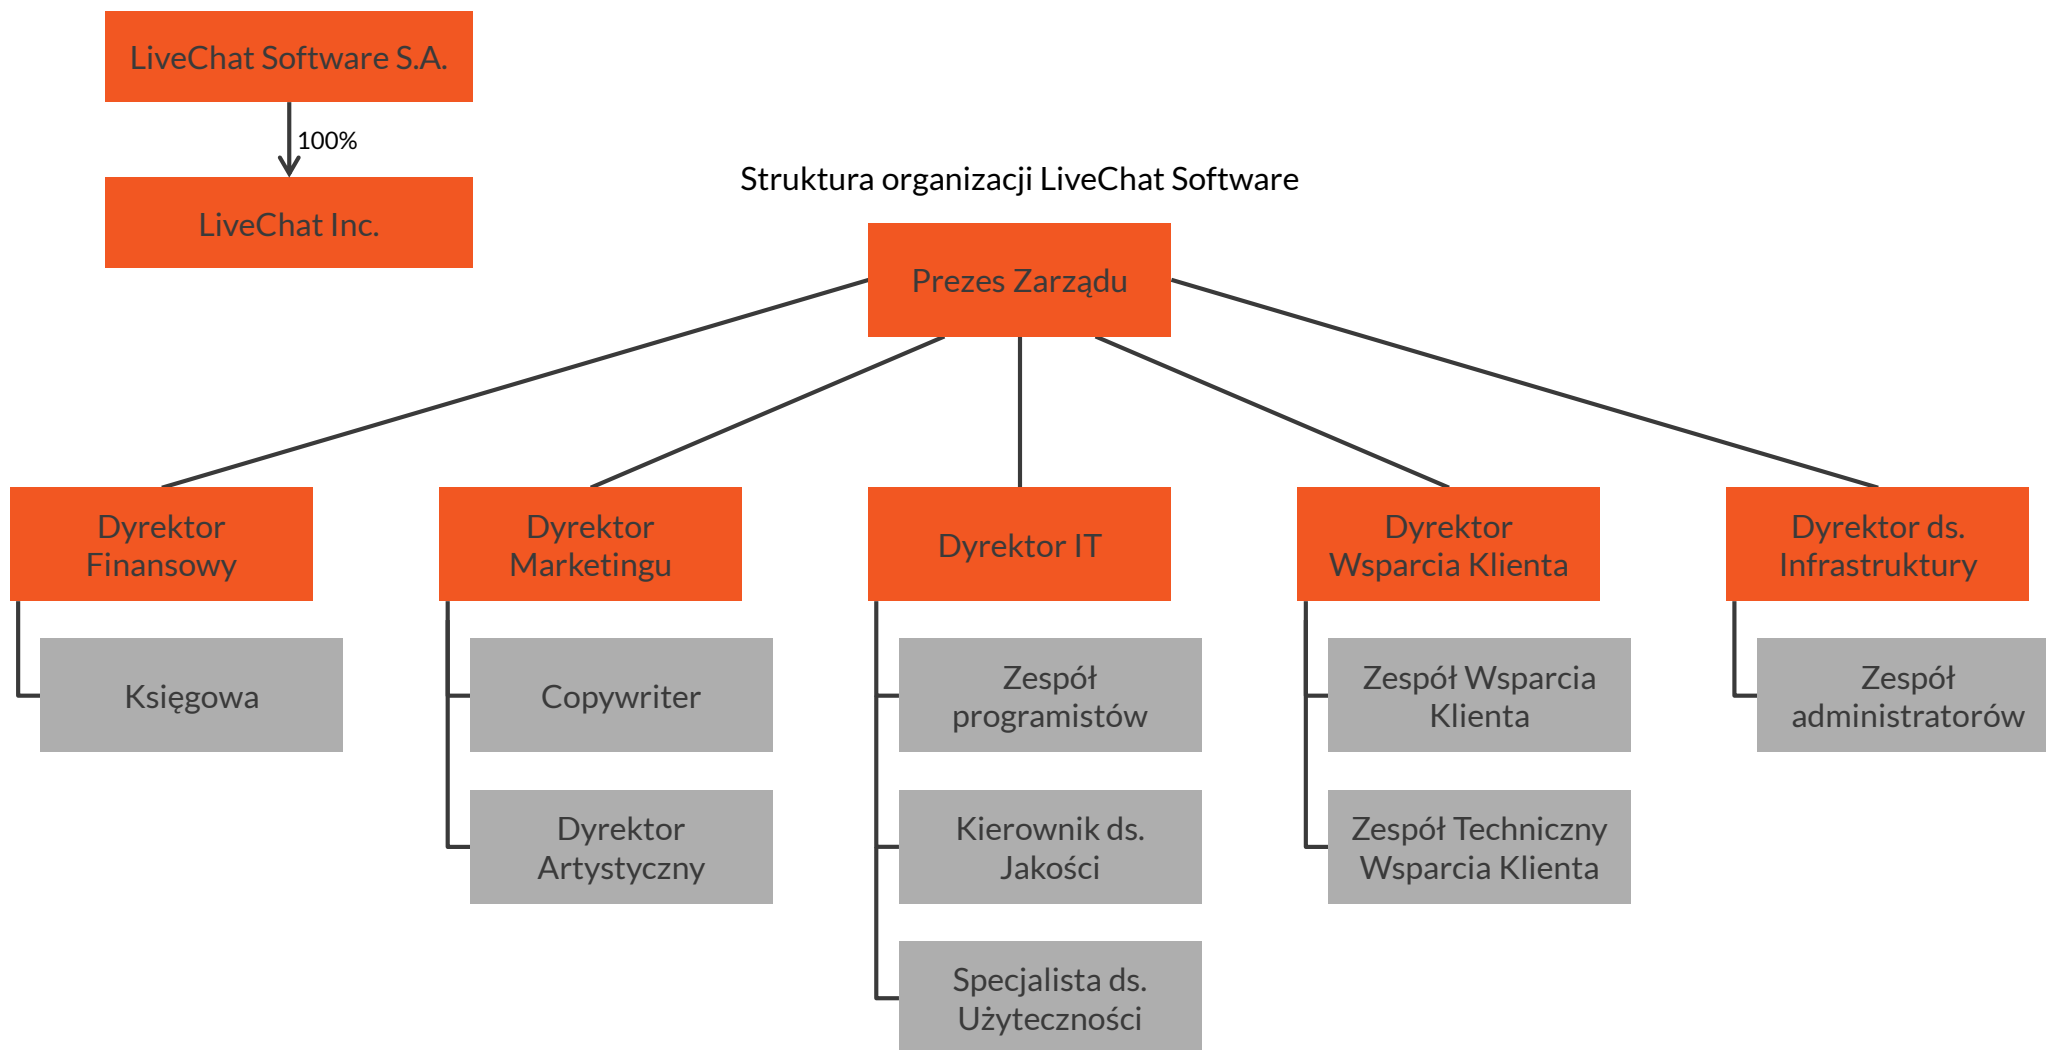 LiveChat Software S.A.
100%
LiveChat Inc.
Struktura organizacji LiveChat Software
Prezes Zarządu
Dyrektor
Finansowy
Księgowa
Dyrektor
Marketingu
Copywriter
Dyrektor
Artystyczny
Dyrektor IT
Zespół
programistów
Kierownik ds.
Jakości
Specjalista ds.
Użyteczności
Dyrektor
Wsparcia Klienta
Zespół Wsparcia
Klienta
Zespół Techniczny
Wsparcia Klienta
Dyrektor ds.
Infrastruktury
Zespół
administratorów